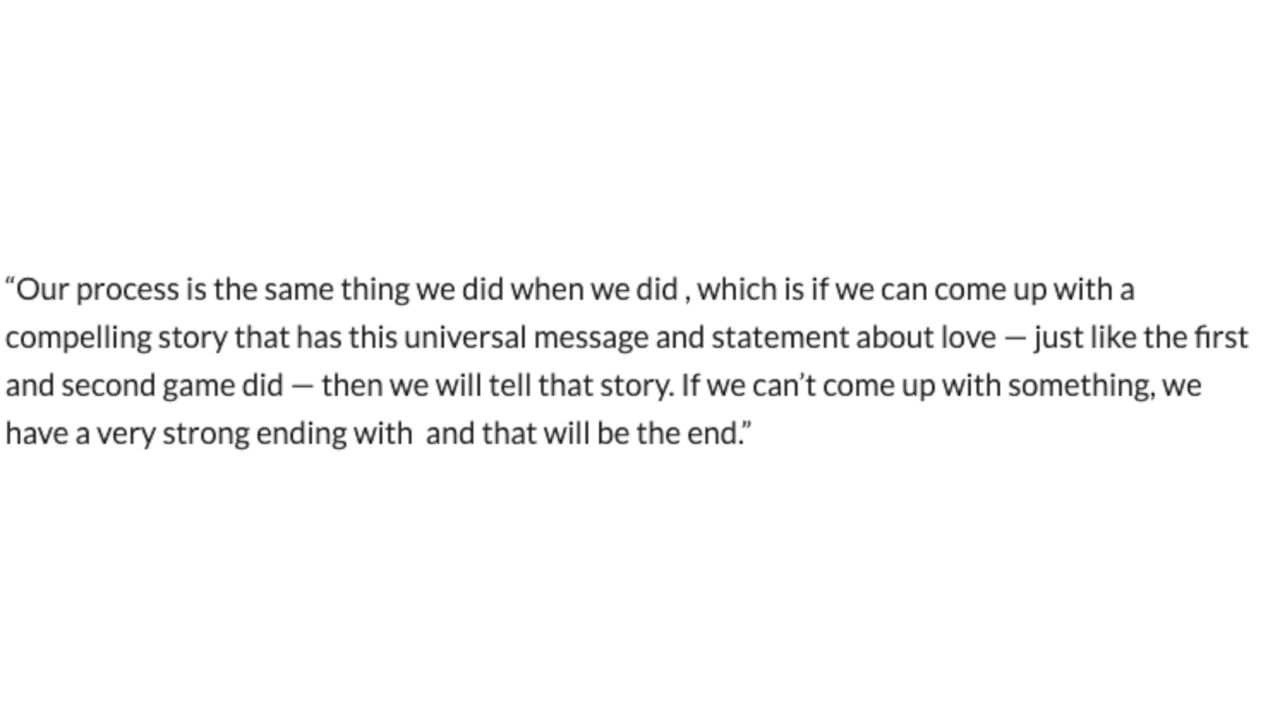 “Our process is the same thing we did when we did , which is if we can come up with a
compelling story that has this universal message and statement about love — just like the first
and second game did — then we will tell that story. If we can’t come up with something, we
have a very strong ending with  and that will be the end.”